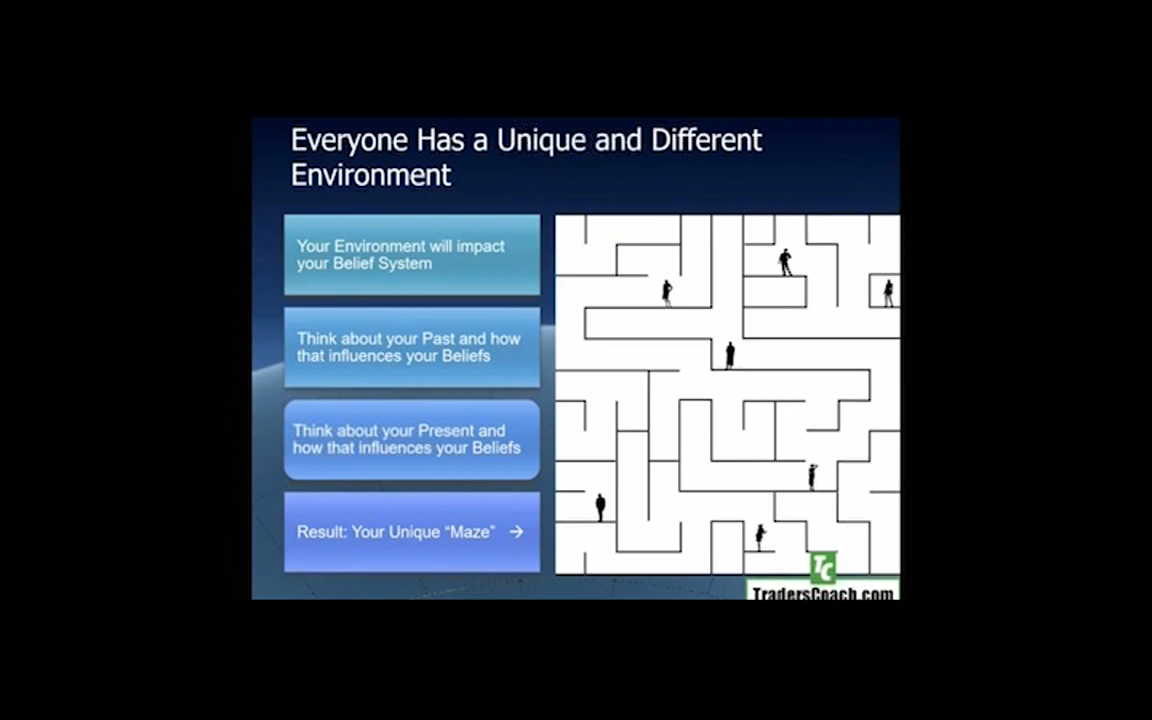 Everyone Has a Unique and Different
Environment
Your Environment will impact
your Belief System
Think about your Past and how
that influences your Beliefs
Think about your Present and
how that influences your Beliefs
Result: Your Unique “Maze” →
TC
TradersCoach.com